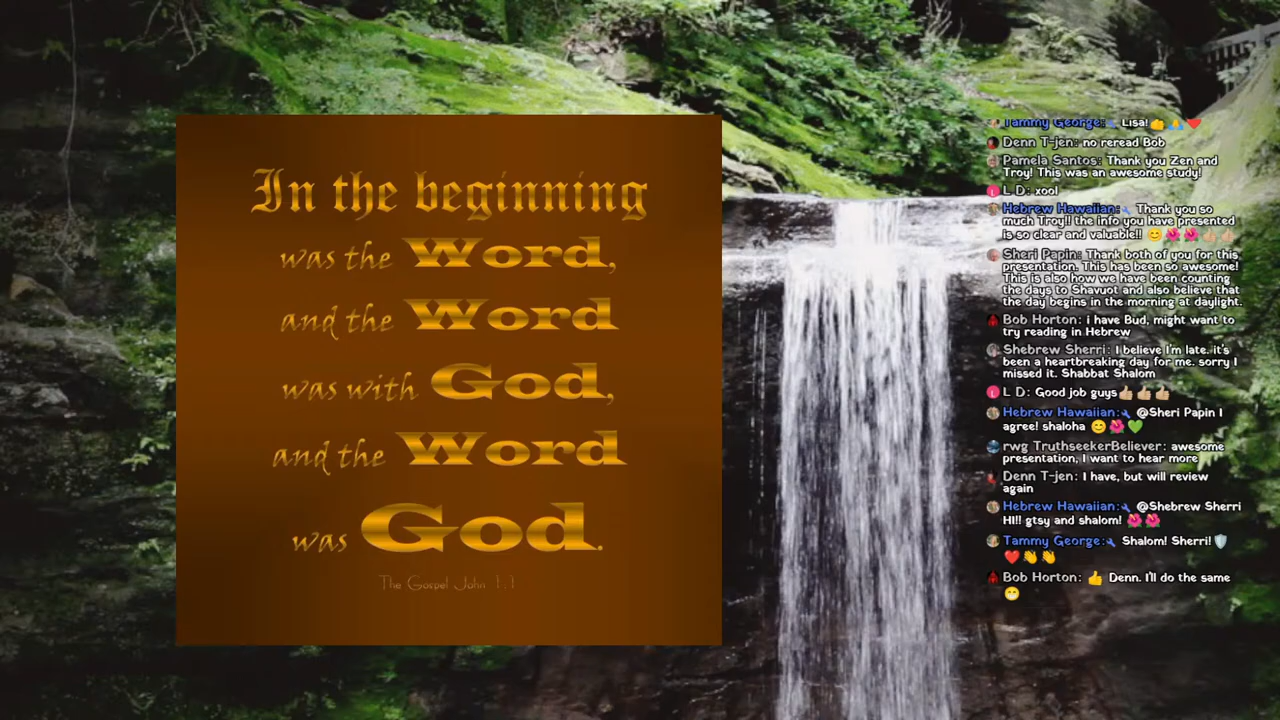 In the beginning
was the Word,
and the Word
was with God,
and the Word
was God.
The Gospel John 1:1
Tammy George: Lisa!
Denn T-jen: no reread Bob
Pamela Santos: Thank you Zen and
Troy! This was an awesome study!
L D: xool
Hebrew Hawaiian: Thank you so
much Troy!! the info you have presented
is so clear and valuable!!
Sheri Papin: Thank both of you for this
presentation. This has been so awesome!
This is also how we have been counting
the days to Shavuot and also believe that
the day begins in the morning at daylight.
Bob Horton: i have Bud, might want to
try reading in Hebrew
Shebrew Sherri: I believe I'm late. it's
been a heartbreaking day for me. sorry I
missed it. Shabbat Shalom
L D: Good job guys
Hebrew Hawaiian: @Sheri Papin I
agree! shaloha
rwg TruthseekerBeliever: awesome
presentation, I want to hear more
Denn T-jen: I have, but will review
again
Hebrew Hawaiian: @Shebrew Sherri
HI!! gtsy and shalom!
Tammy George: Shalom! Sherri!
Bob Horton: Denn. I'll do the same